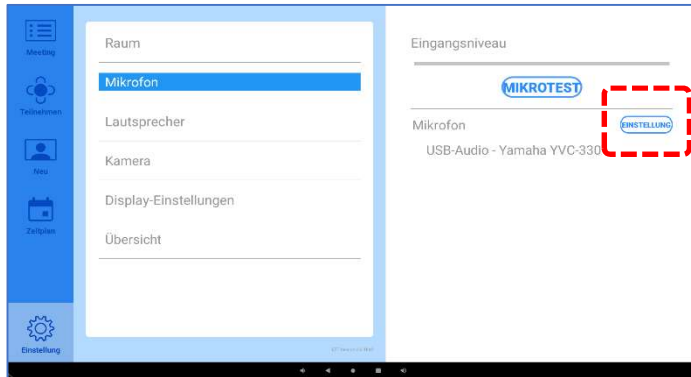 Meeting
Teilnehmen
Neu
Zeitplan
Einstellung
Raum
Mikrofon
Lautsprecher
Kamera
Display-Einstellungen
Übersicht
Eingangsniveau
MIKROTEST
Mikrofon
EINSTELLUNG
USB-Audio - Yamaha YVC-330